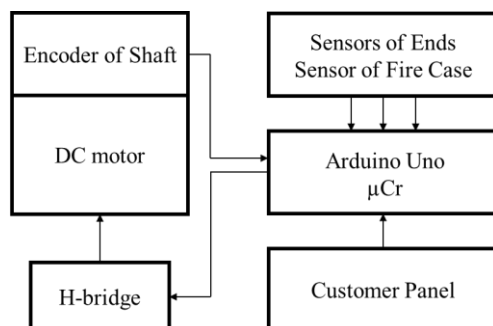 Encoder of Shaft
DC motor
H-bridge
Sensors of Ends
Sensor of Fire Case
Arduino Uno
µCr
Customer Panel